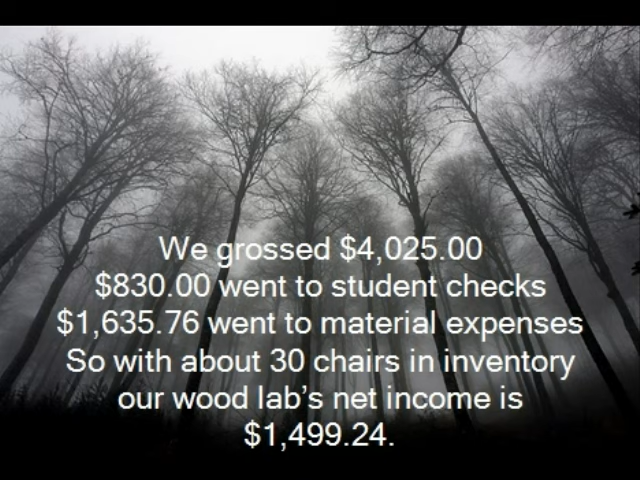 We grossed $4,025.00
$830.00 went to student checks
$1,635.76 went to material expenses
So with about 30 chairs in inventory
our wood lab's net income is
$1,499.24.